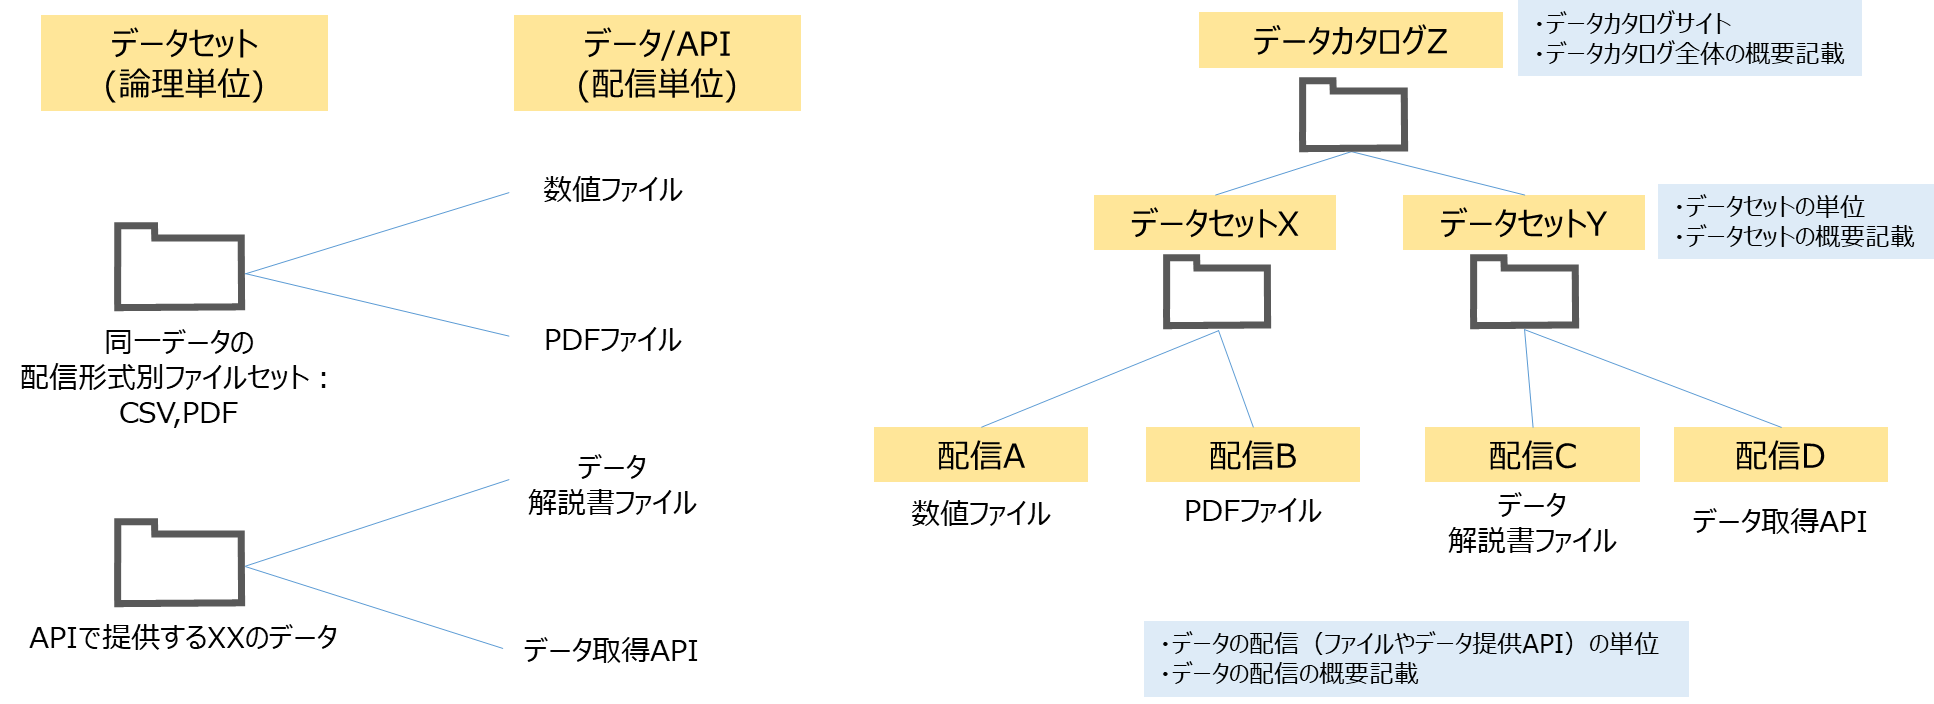 データセット
(論理単位)
データ/API
(配信単位)
数値ファイル
PDFファイル
同一データの
配信形式別ファイルセット：
CSV,PDF
データ
解説書ファイル
APIで提供するXXのデータ
データ取得API
データカタログZ
・データカタログサイト
・データカタログ全体の概要記載
データセットX
データセットY
・データセットの単位
・データセットの概要記載
配信A
配信B
配信C
配信D
数値ファイル
PDFファイル
データ
解説書ファイル
データ取得API
・データの配信（ファイルやデータ提供API）の単位
・データの配信の概要記載